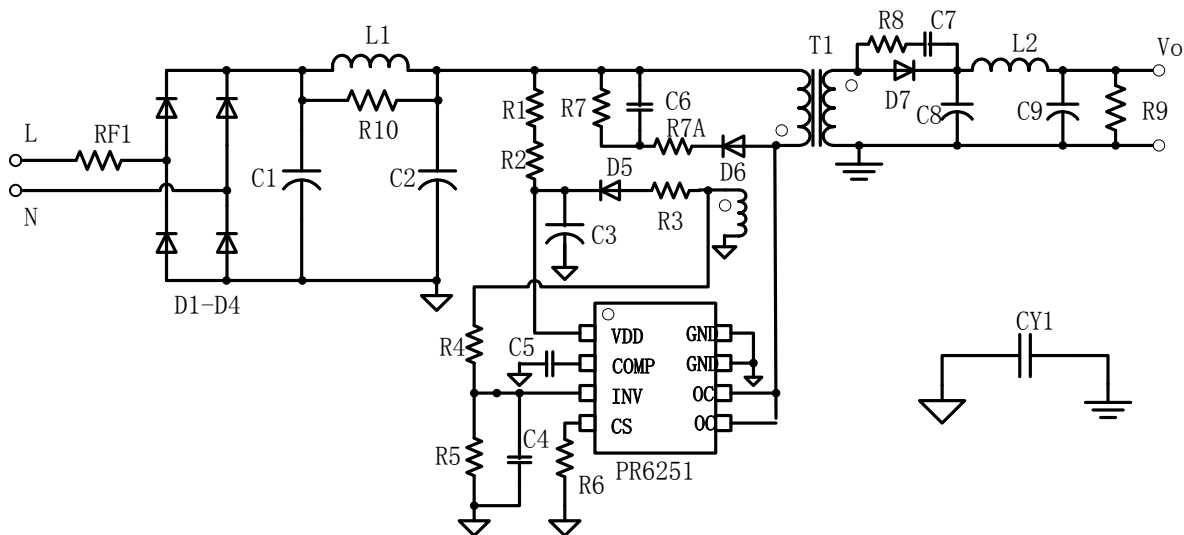 R8
C7
L1
T1
L2
Vo
D7
R1
R7
C6
C8
C9
R9
R10
L
RF1
R7A
R2
D5
D6
C1
C2
N
R3
C3
D1-D4
VDD
GND
CY1
R4
C5
COMP
GND
INV
OC
CS
OC
C4
R5
R6
PR6251